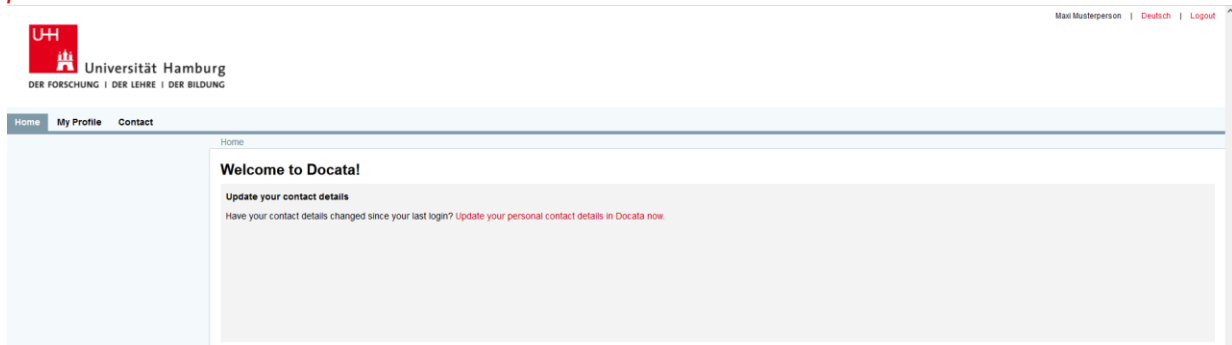 Maxi Musterperson | Deutsch | Logout
UH
Universität Hamburg
DER FORSCHUNG | DER LEHRE | DER BILDUNG
Home My Profile Contact
Home
Welcome to Docata!
Update your contact details
Have your contact details changed since your last login? Update your personal contact details in Docata now.